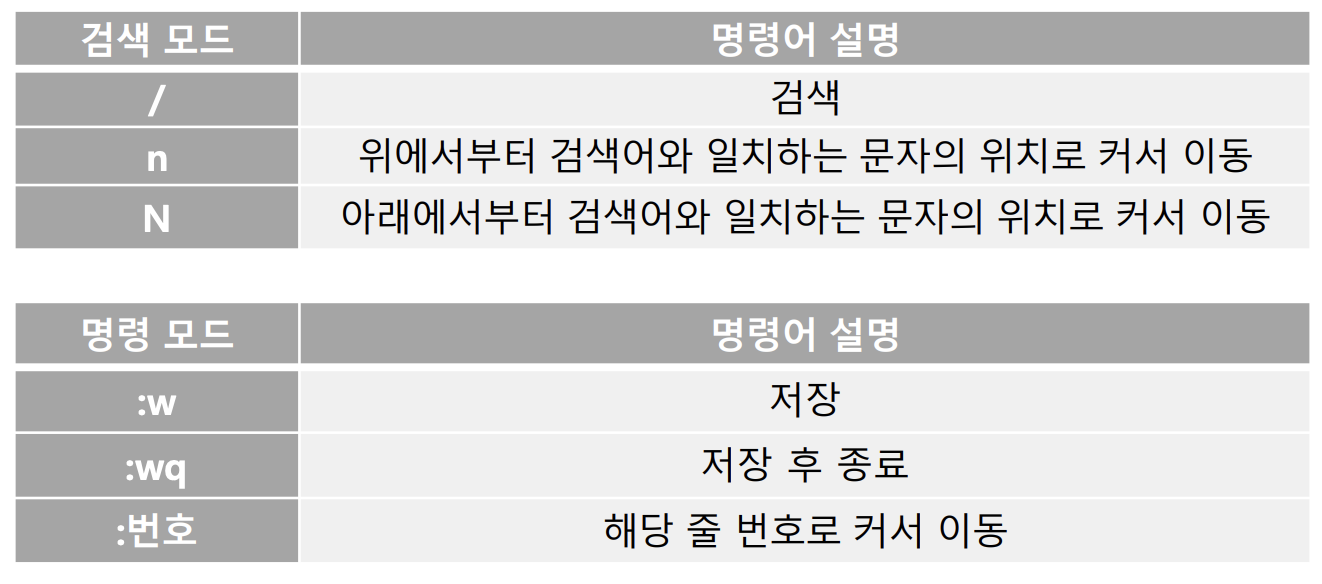 검색 모드 명령어 설명
/ 검색
n 위에서부터 검색어와 일치하는 문자의 위치로 커서 이동
N 아래에서부터 검색어와 일치하는 문자의 위치로 커서 이동
명령 모드 명령어 설명
:w 저장
:wq 저장 후 종료
:번호 해당 줄 번호로 커서 이동